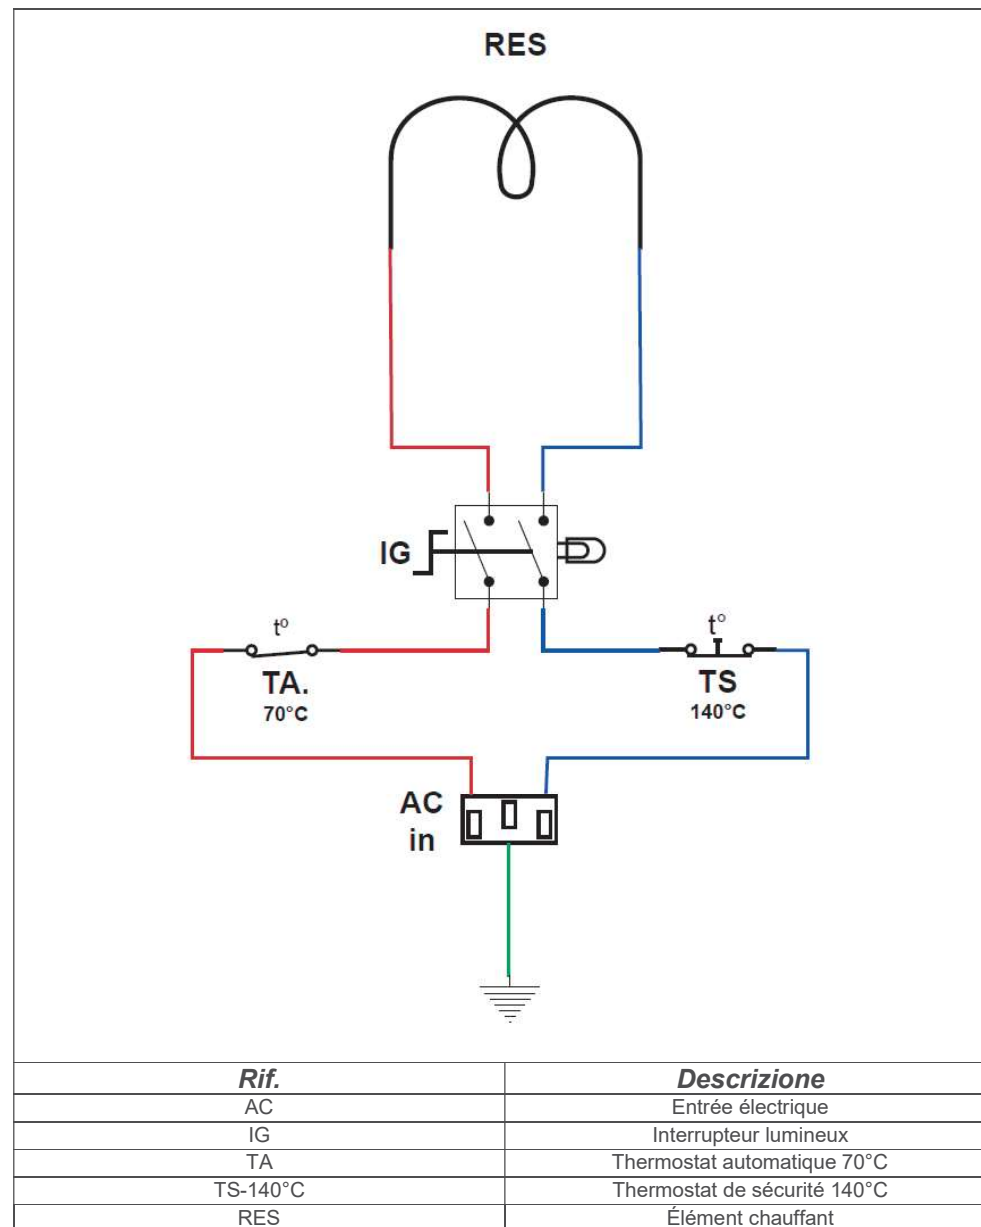 RES
IG
tº
TA.
70°C
t°
TS
140°C
AC
in
Rif. Descrizione
AC Entrée électrique
IG Interrupteur lumineux
TA Thermostat automatique 70°C
TS-140°C Thermostat de sécurité 140°C
RES Élément chauffant